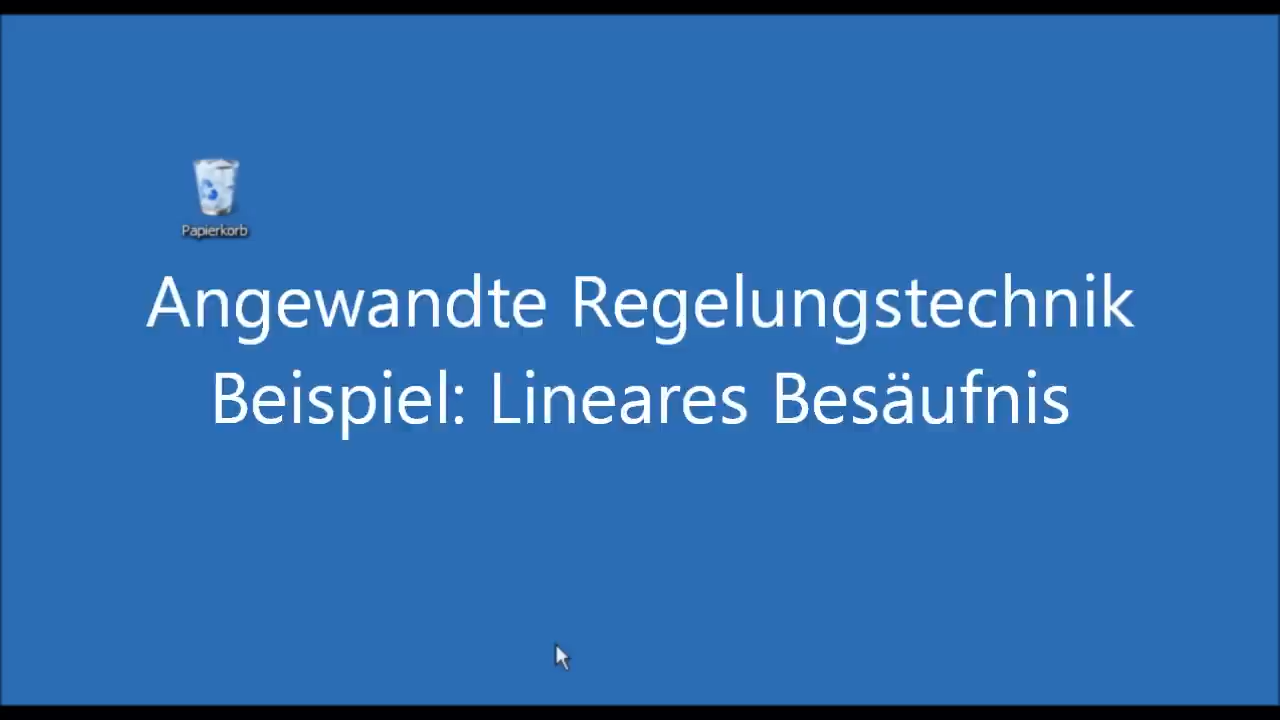 Papierkorb
Angewandte Regelungstechnik
Beispiel: Lineares Besäufnis